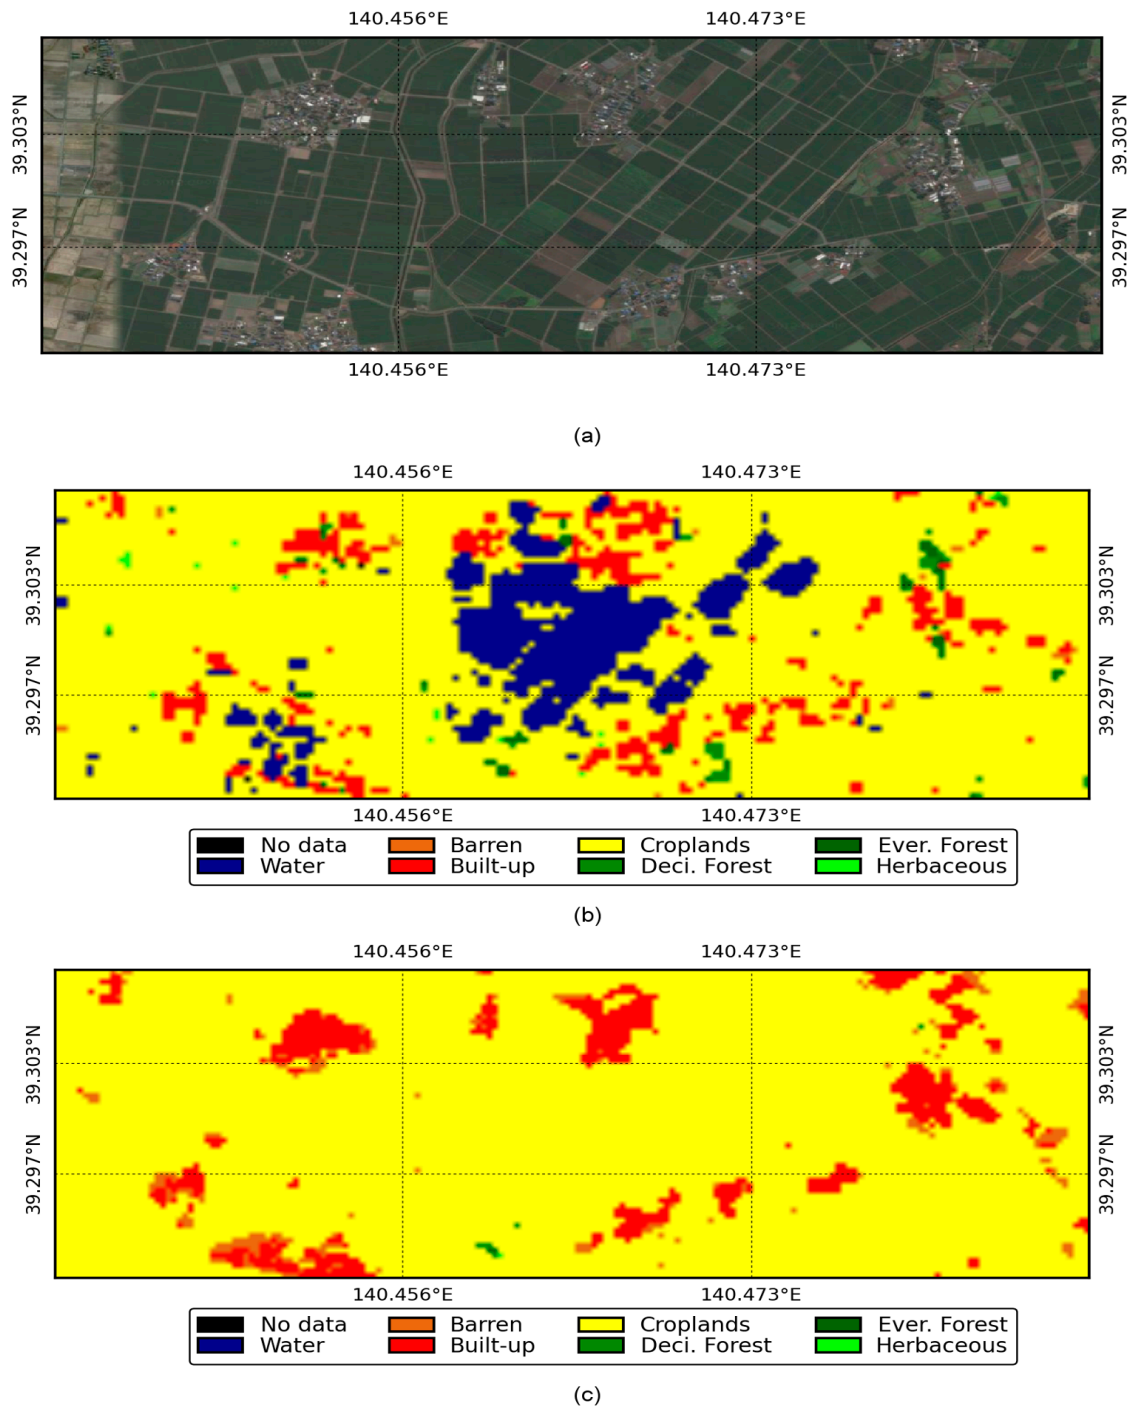 140.456°E 140.473°E
39.303°N 39.303°N
39.297°N 39.297°N
140.456°E 140.473°E
(a)
140.456°E 140.473°E
39.303°N 39.303°N
39.297°N 39.297°N
140.456°E 140.473°E
No data Barren Croplands Ever. Forest
Water Built-up Deci. Forest Herbaceous
(b)
140.456°E 140.473°E
39.303°N 39.303°N
39.297°N 39.297°N
140.456°E 140.473°E
No data Barren Croplands Ever. Forest
Water Built-up Deci. Forest Herbaceous
(c)